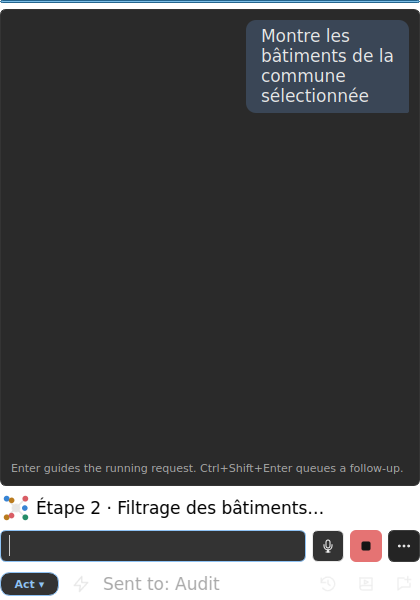 Montre les
bâtiments de la
commune
sélectionnée
Enter guides the running request. Ctrl+Shift+Enter queues a follow-up.
Étape 2 · Filtrage des bâtiments...
Act ▾
Sent to: Audit